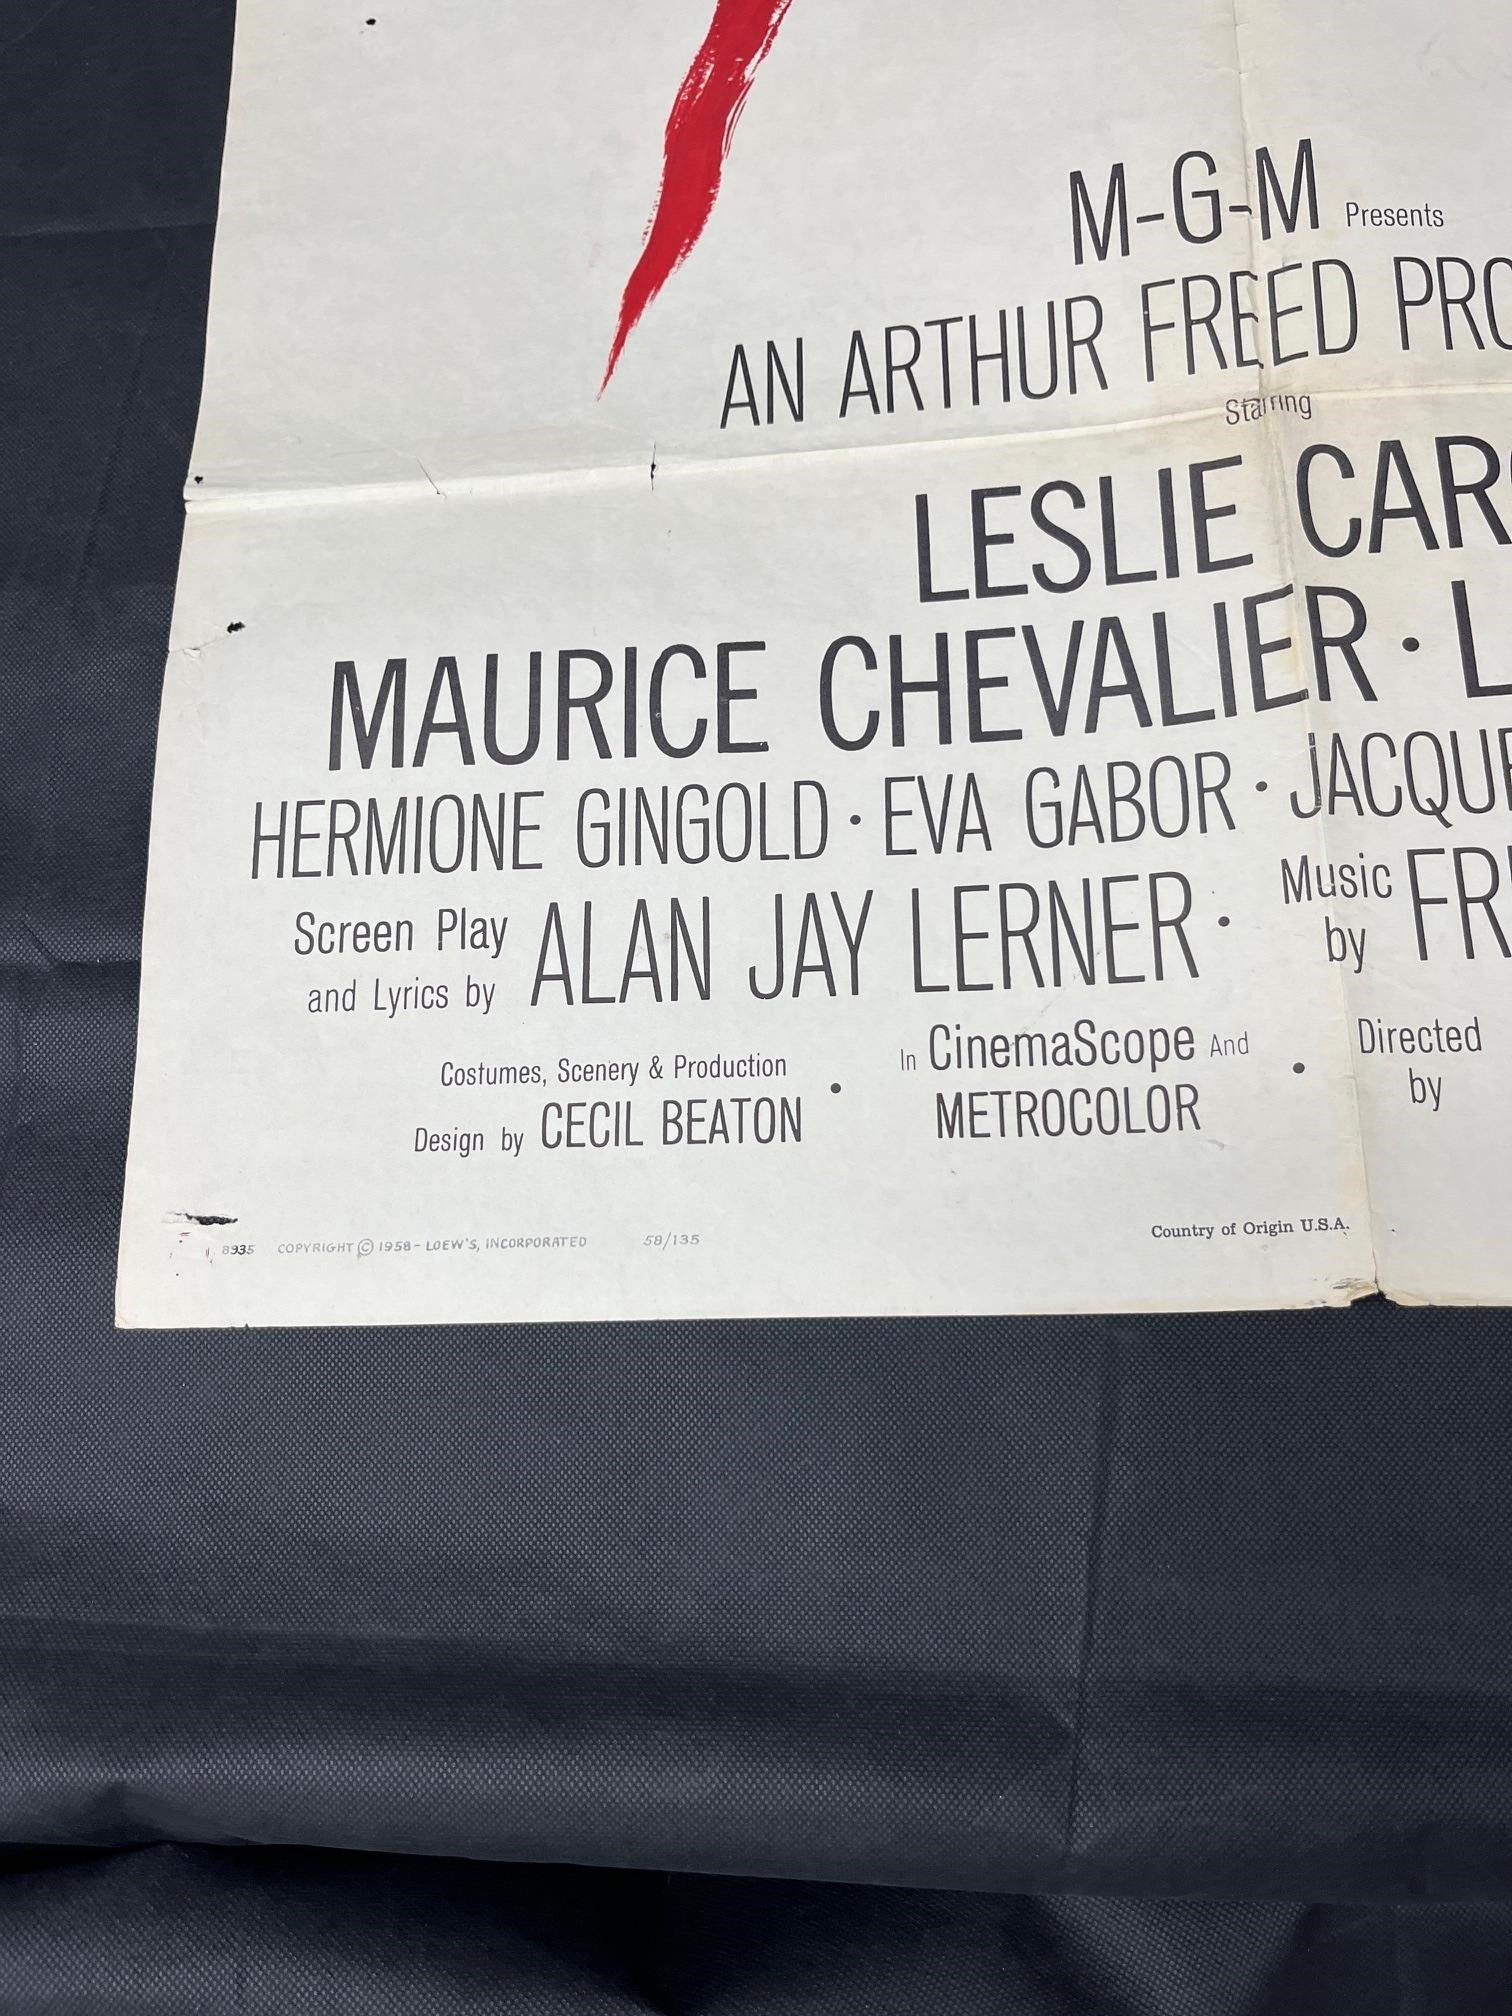 M-G-M Presents
AN ARTHUR FREED PRO
Starring
LESLIE CAR
MAURICE CHEVALIER · L
HERMIONE GINGOLD · EVA GABOR · JACQU
Screen Play and Lyrics by ALAN JAY LERNER · Music by FR
Costumes, Scenery & Production Design by CECIL BEATON · In CinemaScope And METROCOLOR · Directed by
8935 COPYRIGHT © 1958 - LOEW'S, INCORPORATED 58/135 Country of Origin U.S.A.